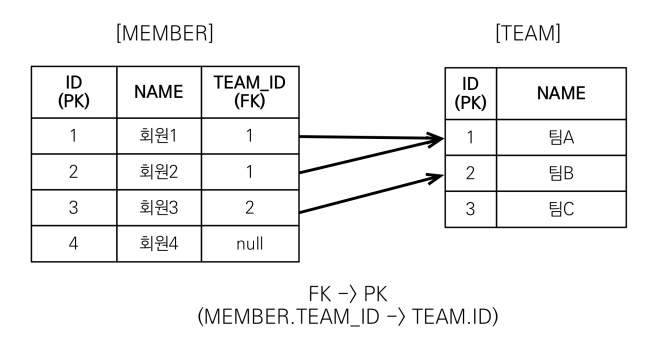 [MEMBER]
ID
(PK) NAME TEAM_ID
(FK)
1 회원1 1
2 회원2 1
3 회원3 2
4 회원4 null
[TEAM]
ID
(PK) NAME
1 팀A
2 팀B
3 팀C
FK -> PK
(MEMBER.TEAM_ID -> TEAM.ID)